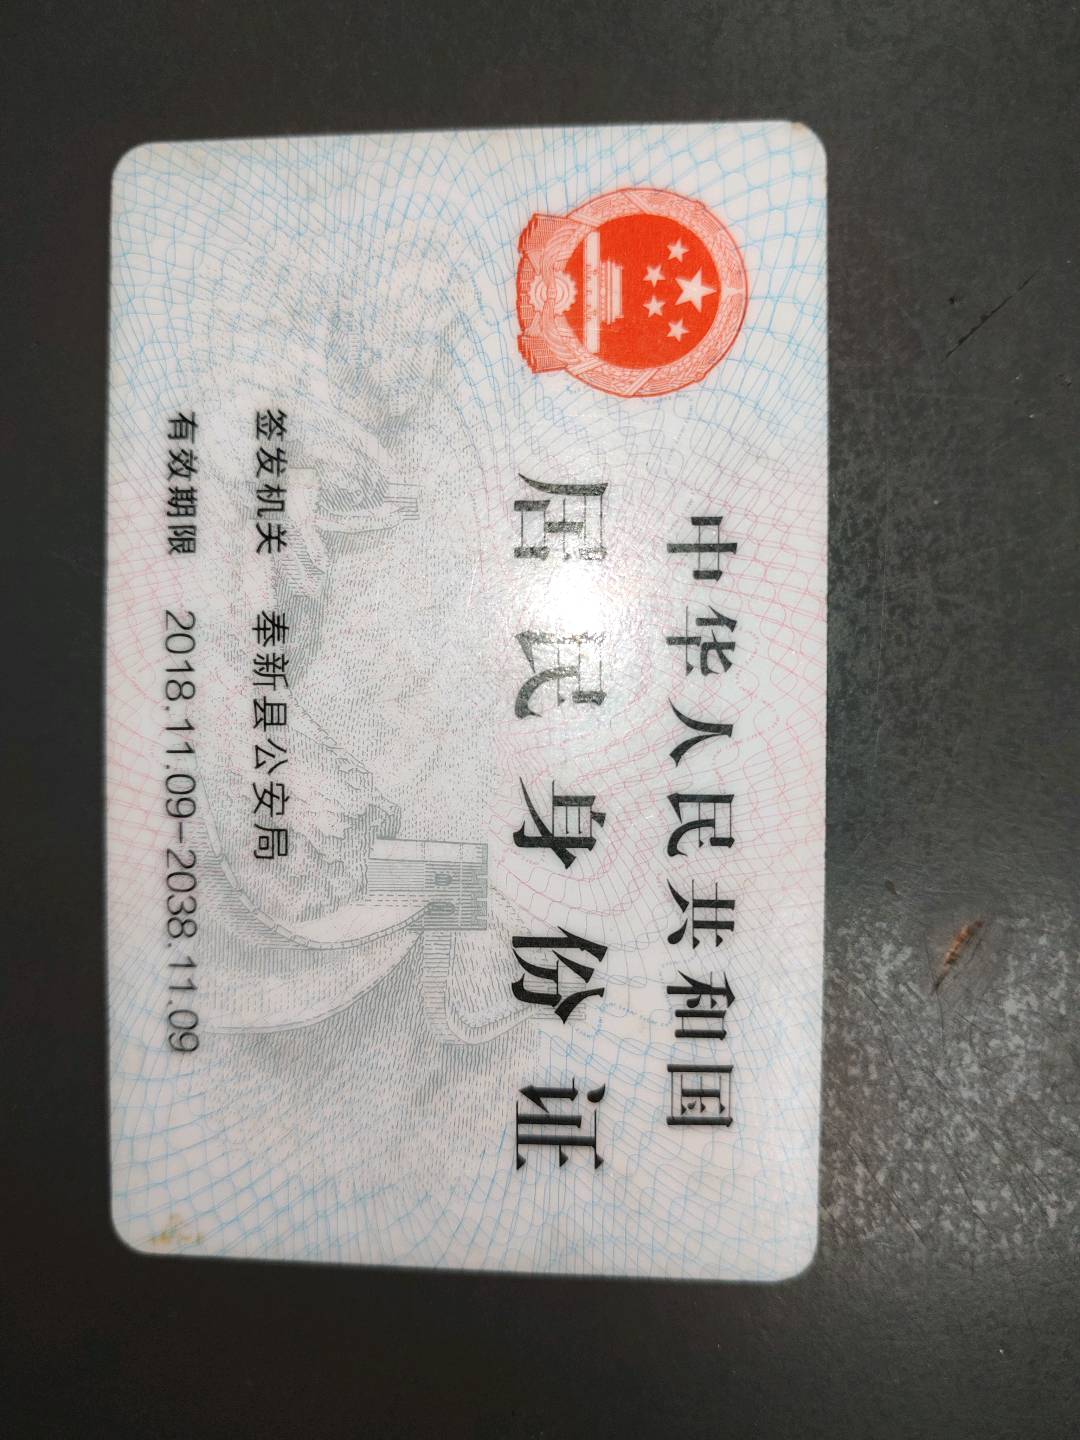 中华人民共和国
居民身份证
签发机关 奉新县公安局
有效期限 2018.11.09-2038.11.09